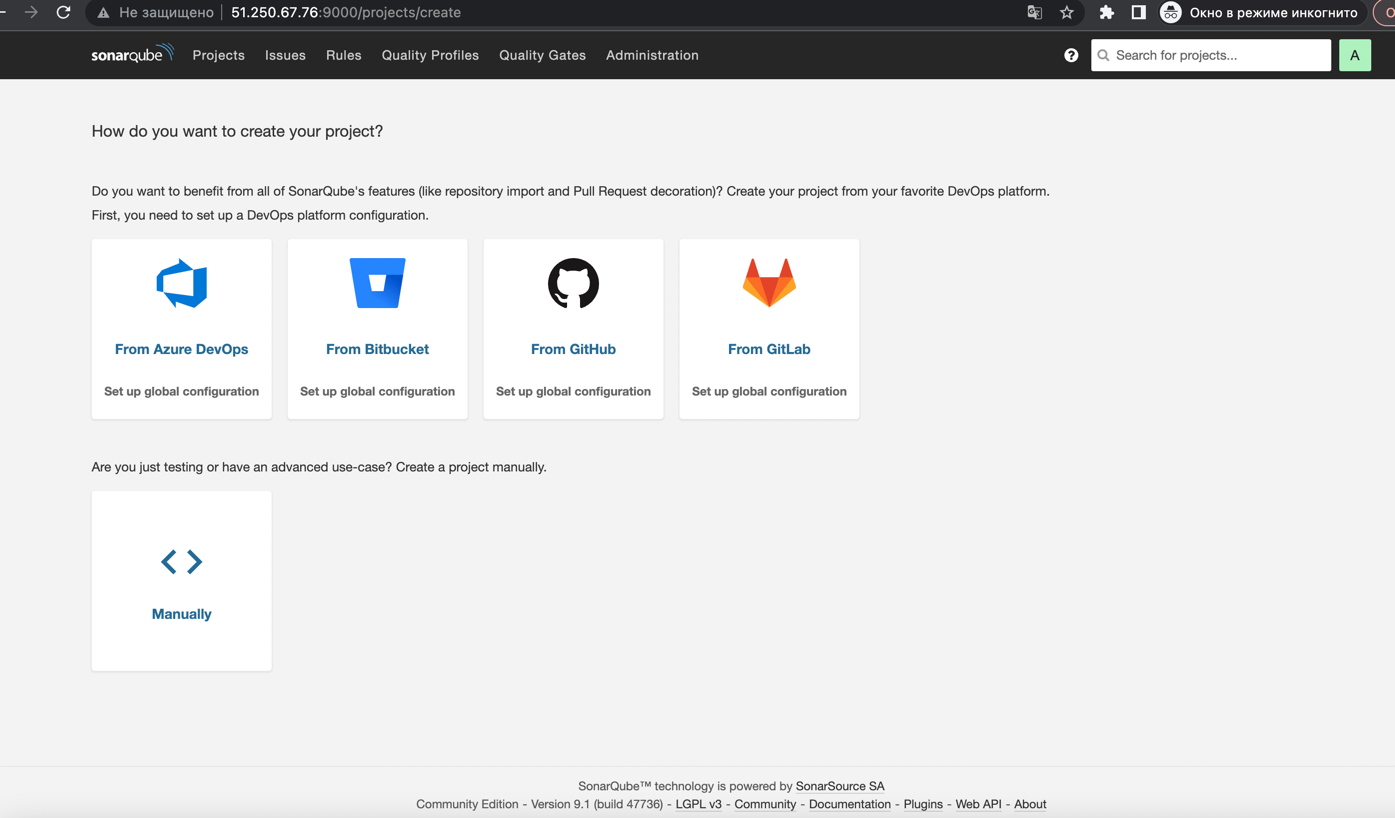 Не защищено 51.250.67.76:9000/projects/create Окно в режиме инкогнито
sonarqube Projects Issues Rules Quality Profiles Quality Gates Administration ? Search for projects... A
How do you want to create your project?
Do you want to benefit from all of SonarQube's features (like repository import and Pull Request decoration)? Create your project from your favorite DevOps platform.
First, you need to set up a DevOps platform configuration.
From Azure DevOps From Bitbucket From GitHub From GitLab
Set up global configuration Set up global configuration Set up global configuration Set up global configuration
Are you just testing or have an advanced use-case? Create a project manually.
Manually
SonarQube™ technology is powered by SonarSource SA
Community Edition - Version 9.1 (build 47736) - LGPL v3 - Community - Documentation - Plugins - Web API - About